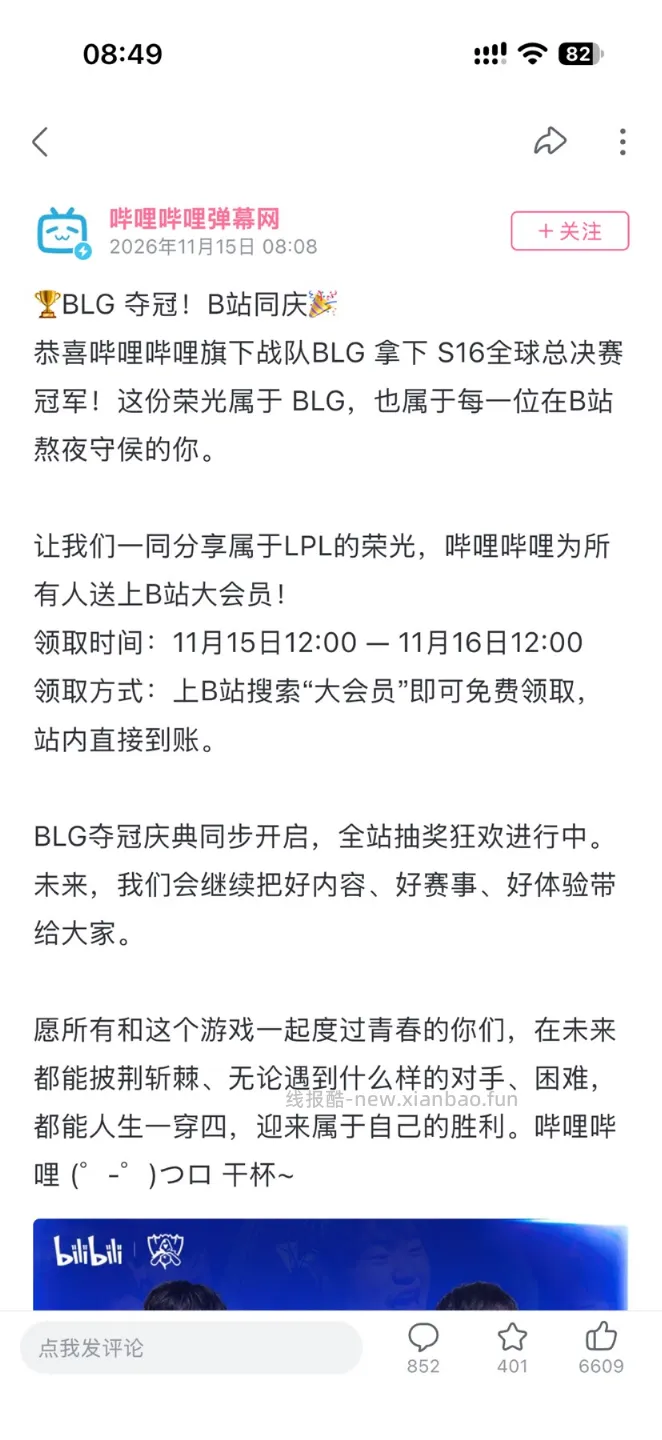 08:49
82
哔哩哔哩弹幕网
2026年11月15日 08:08
+关注
🏆BLG 夺冠！B站同庆🎉
恭喜哔哩哔哩旗下战队BLG 拿下 S16全球总决赛
冠军！这份荣光属于 BLG，也属于每一位在B站
熬夜守侯的你。
让我们一同分享属于LPL的荣光，哔哩哔哩为所
有人送上B站大会员！
领取时间：11月15日12:00 — 11月16日12:00
领取方式：上B站搜索“大会员”即可免费领取，
站内直接到账。
BLG夺冠庆典同步开启，全站抽奖狂欢进行中。
未来，我们会继续把好内容、好赛事、好体验带
给大家。
愿所有和这个游戏一起度过青春的你们，在未来
都能披荆斩棘、无论遇到什么样的对手、困难，
线报酷-new.xianbao.fun
都能人生一穿四，迎来属于自己的胜利。哔哩哔
哩 (゜-゜)つロ 干杯~
bilibili
点我发评论
852
401
6609